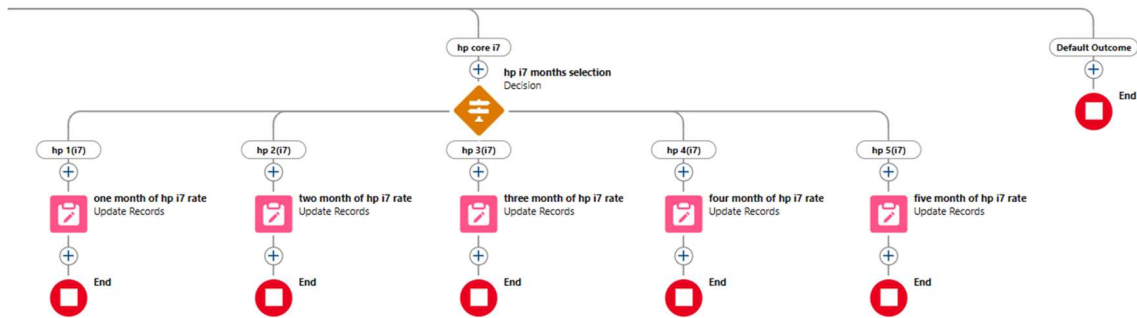 hp core i7
Default Outcome
hp i7 months selection
Decision
End
hp 1(i7)
hp 2(i7)
hp 3(i7)
hp 4(i7)
hp 5(i7)
one month of hp i7 rate
Update Records
two month of hp i7 rate
Update Records
three month of hp i7 rate
Update Records
four month of hp i7 rate
Update Records
five month of hp i7 rate
Update Records
End
End
End
End
End